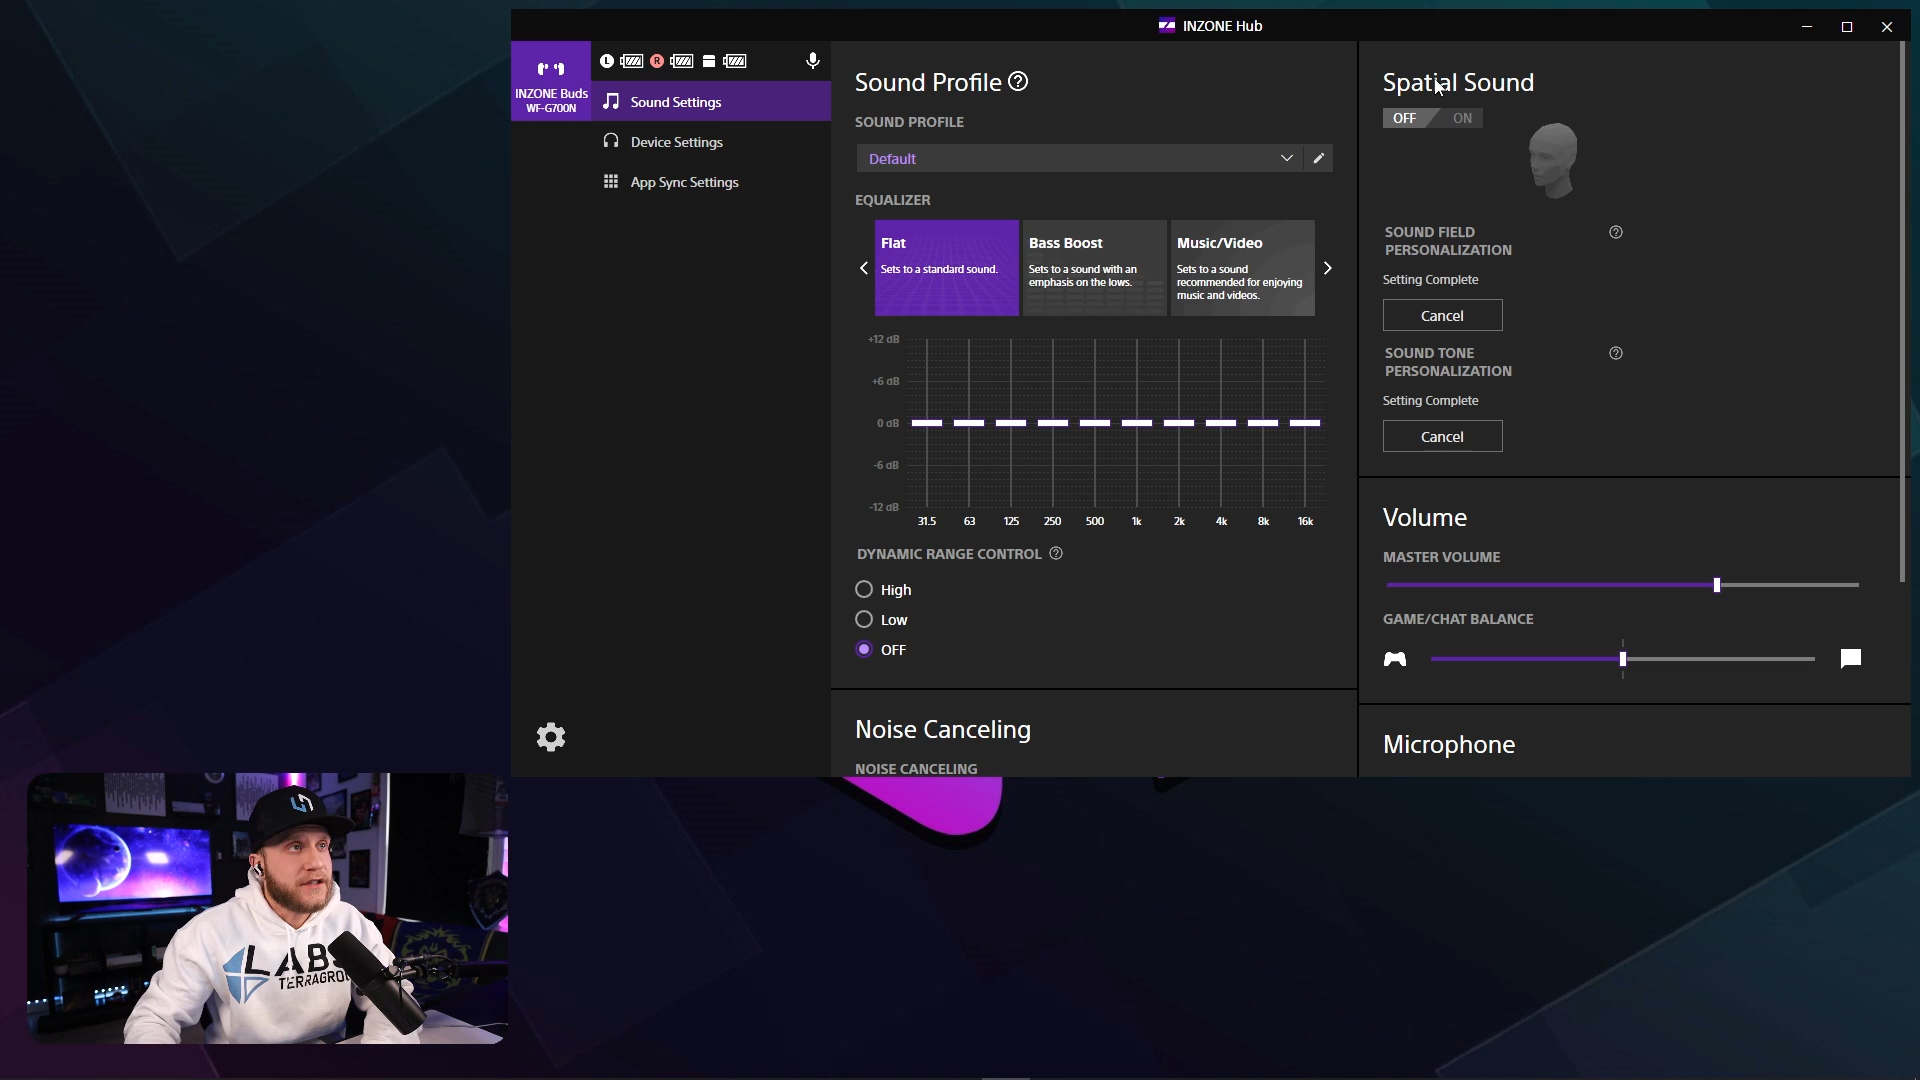 INZONE Hub
INZONE Buds
WF-G700N
L
R
Sound Settings
Device Settings
App Sync Settings
Sound Profile
SOUND PROFILE
Default
EQUALIZER
Flat
Sets to a standard sound.
Bass Boost
Sets to a sound with an
emphasis on the lows.
Music/Video
Sets to a sound
recommended for enjoying
music and videos.
+12 dB
+6 dB
0 dB
-6 dB
-12 dB
31.5 63 125 250 500 1k 2k 4k 8k 16k
DYNAMIC RANGE CONTROL
High
Low
OFF
Noise Canceling
NOISE CANCELING
Spatial Sound
OFF ON
SOUND FIELD
PERSONALIZATION
Setting Complete
Cancel
SOUND TONE
PERSONALIZATION
Setting Complete
Cancel
Volume
MASTER VOLUME
GAME/CHAT BALANCE
Microphone
LABS